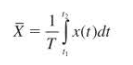 X̅ = 1/T ∫_{t₁}^{t₂} x(t)dt